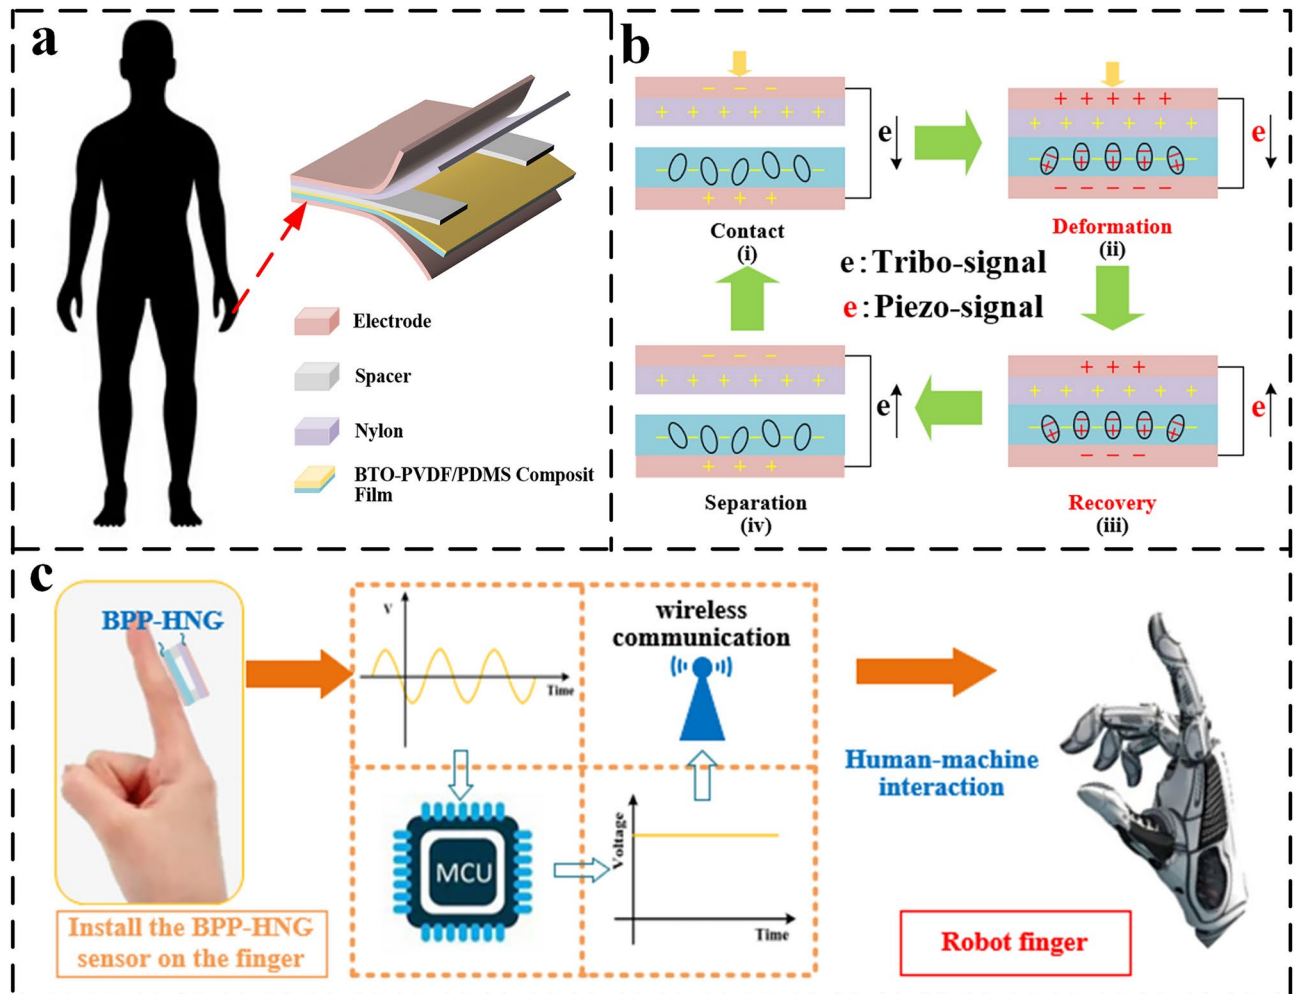 a
Electrode
Spacer
Nylon
BTO-PVDF/PDMS Composit
Film
b
e
Contact
(i)
e
Deformation
(ii)
e:Tribo-signal
e:Piezo-signal
e
Separation
(iv)
e
Recovery
(iii)
c
BPP-HNG
Install the BPP-HNG
sensor on the finger
V
Time
wireless
communication
MCU
Voltage
Time
Human-machine
interaction
Robot finger